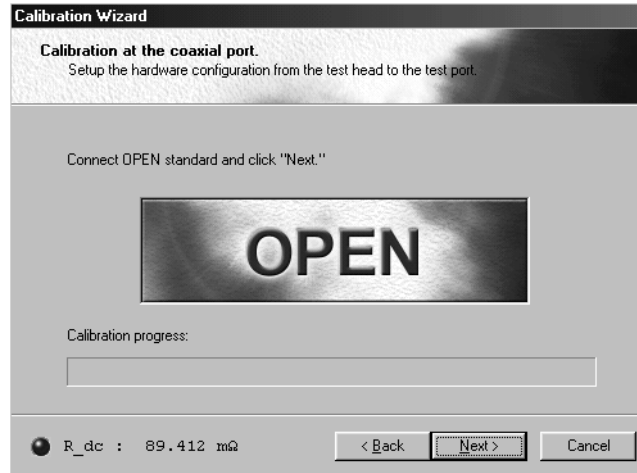 Calibration Wizard
Calibration at the coaxial port.
Setup the hardware configuration from the test head to the test port.
Connect OPEN standard and click "Next."
OPEN
Calibration progress:
R_dc : 89.412 mΩ
< Back
Next >
Cancel